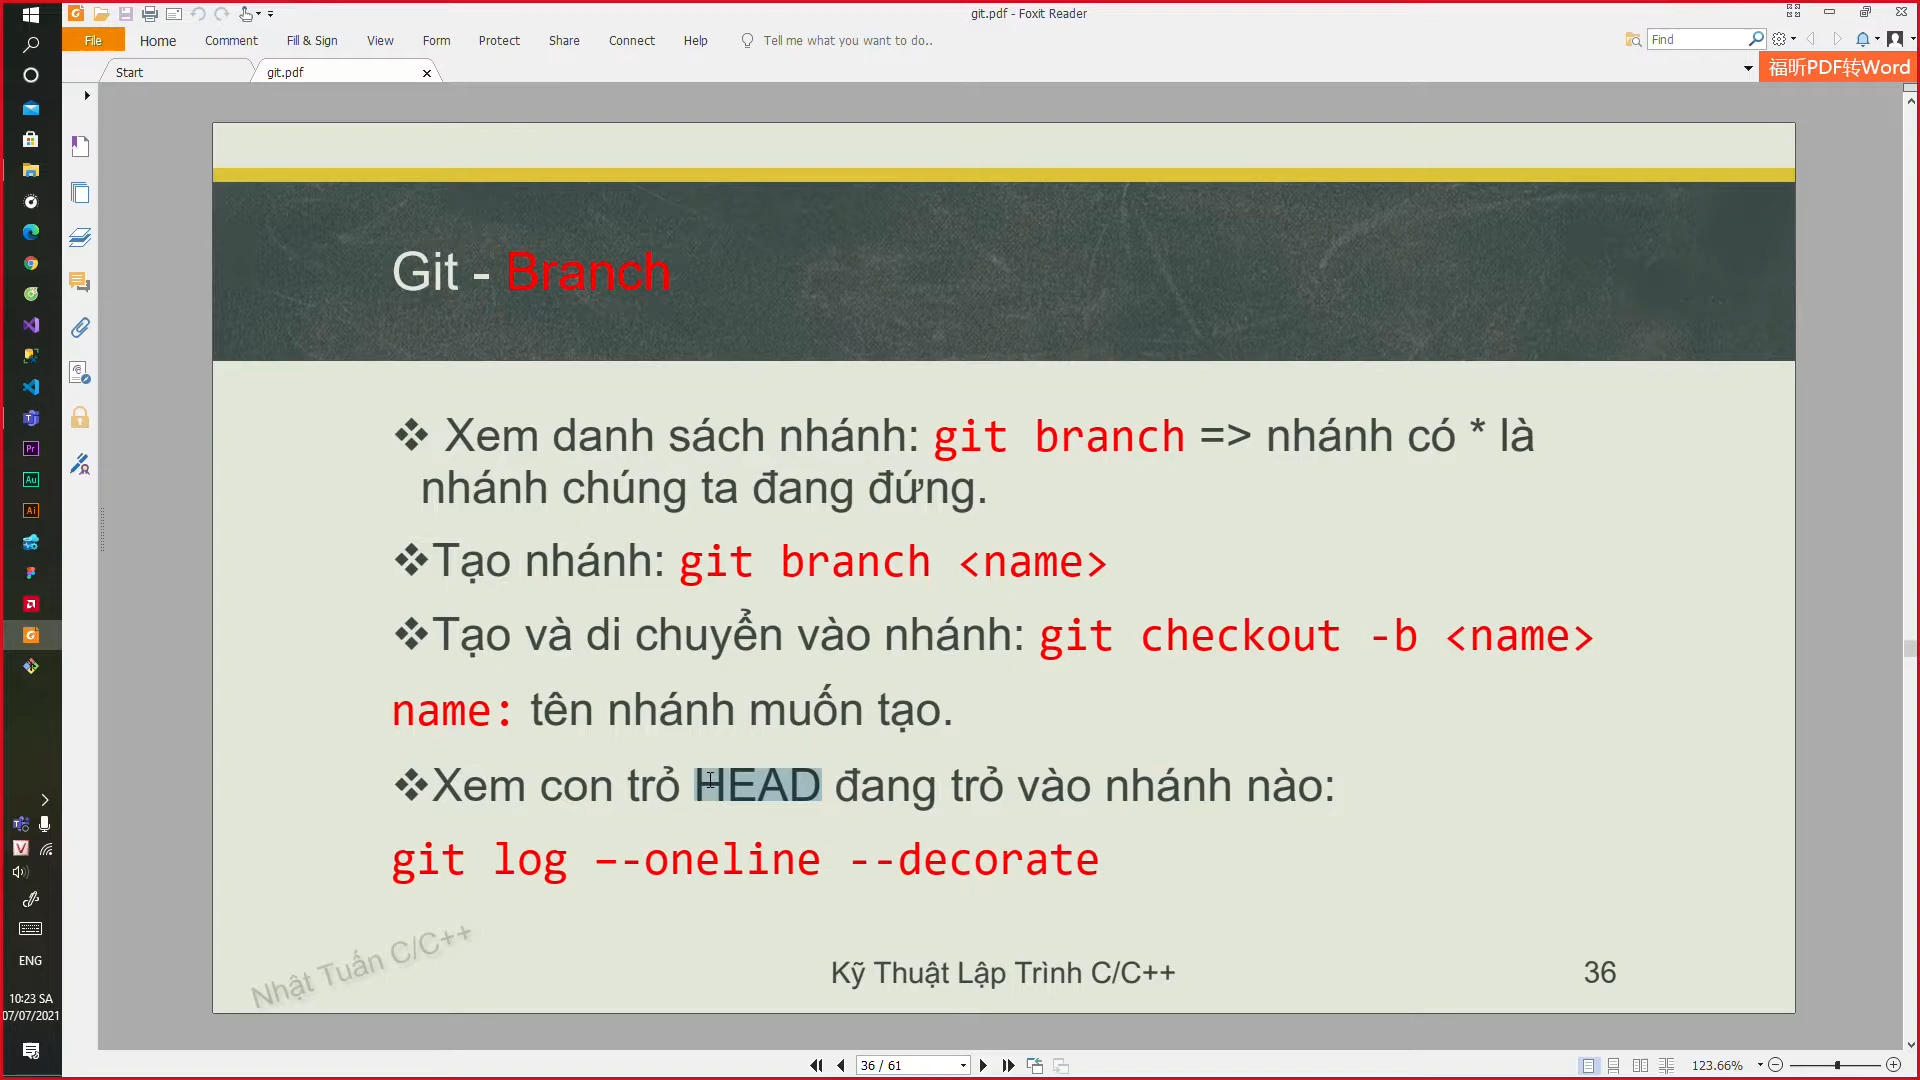 git.pdf - Foxit Reader
File Home Comment Fill & Sign View Form Protect Share Connect Help Tell me what you want to do.. Find
Start git.pdf 福昕PDF转Word
Git - Branch
❖ Xem danh sách nhánh: git branch => nhánh có * là
nhánh chúng ta đang đứng.
❖Tạo nhánh: git branch <name>
❖Tạo và di chuyển vào nhánh: git checkout -b <name>
name: tên nhánh muốn tạo.
❖Xem con trỏ HEAD đang trỏ vào nhánh nào:
git log –-oneline --decorate
Nhật Tuấn C/C++
Kỹ Thuật Lập Trình C/C++
36
Pr
Au
Ai
ENG
10:23 SA
07/07/2021
36 / 61
123.66%